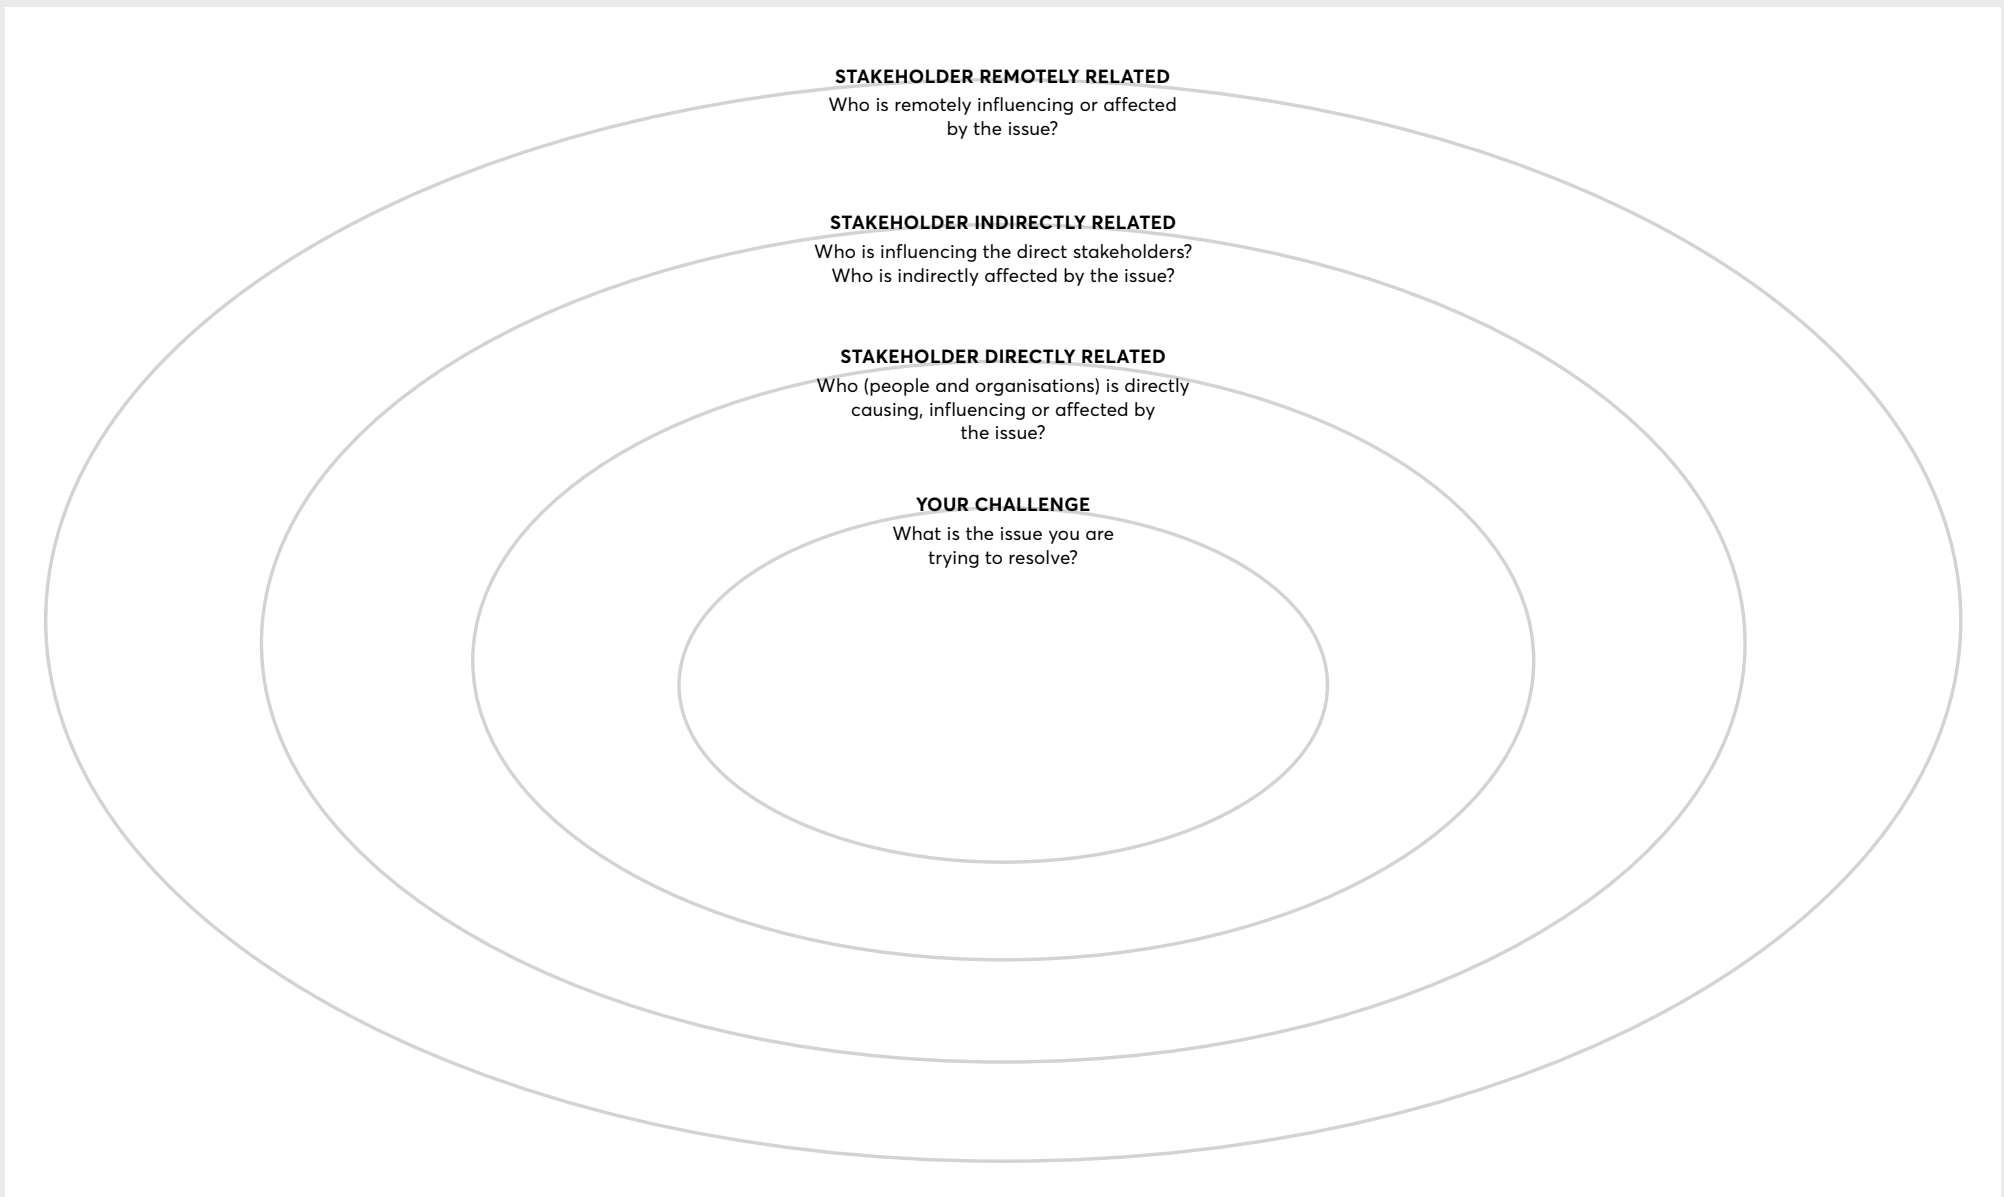 STAKEHOLDER REMOTELY RELATED
Who is remotely influencing or affected
by the issue?
STAKEHOLDER INDIRECTLY RELATED
Who is influencing the direct stakeholders?
Who is indirectly affected by the issue?
STAKEHOLDER DIRECTLY RELATED
Who (people and organisations) is directly
causing, influencing or affected by
the issue?
YOUR CHALLENGE
What is the issue you are
trying to resolve?